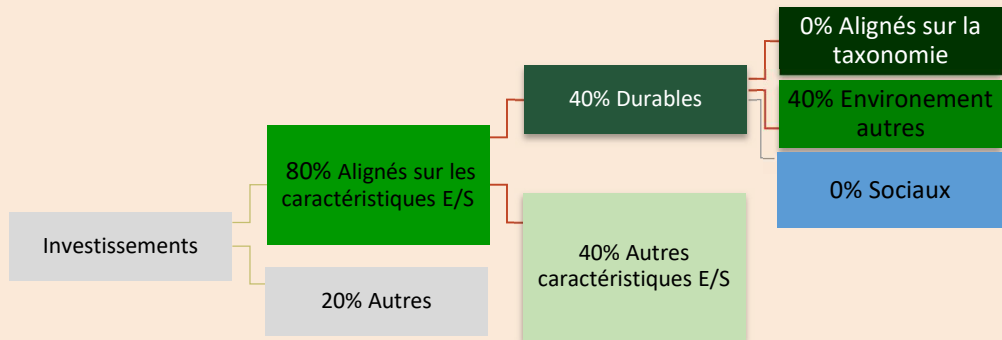 0% Alignés sur la
taxonomie
40% Durables
40% Environement
autres
80% Alignés sur les
caractéristiques E/S
0% Sociaux
Investissements
40% Autres
caractéristiques E/S
20% Autres